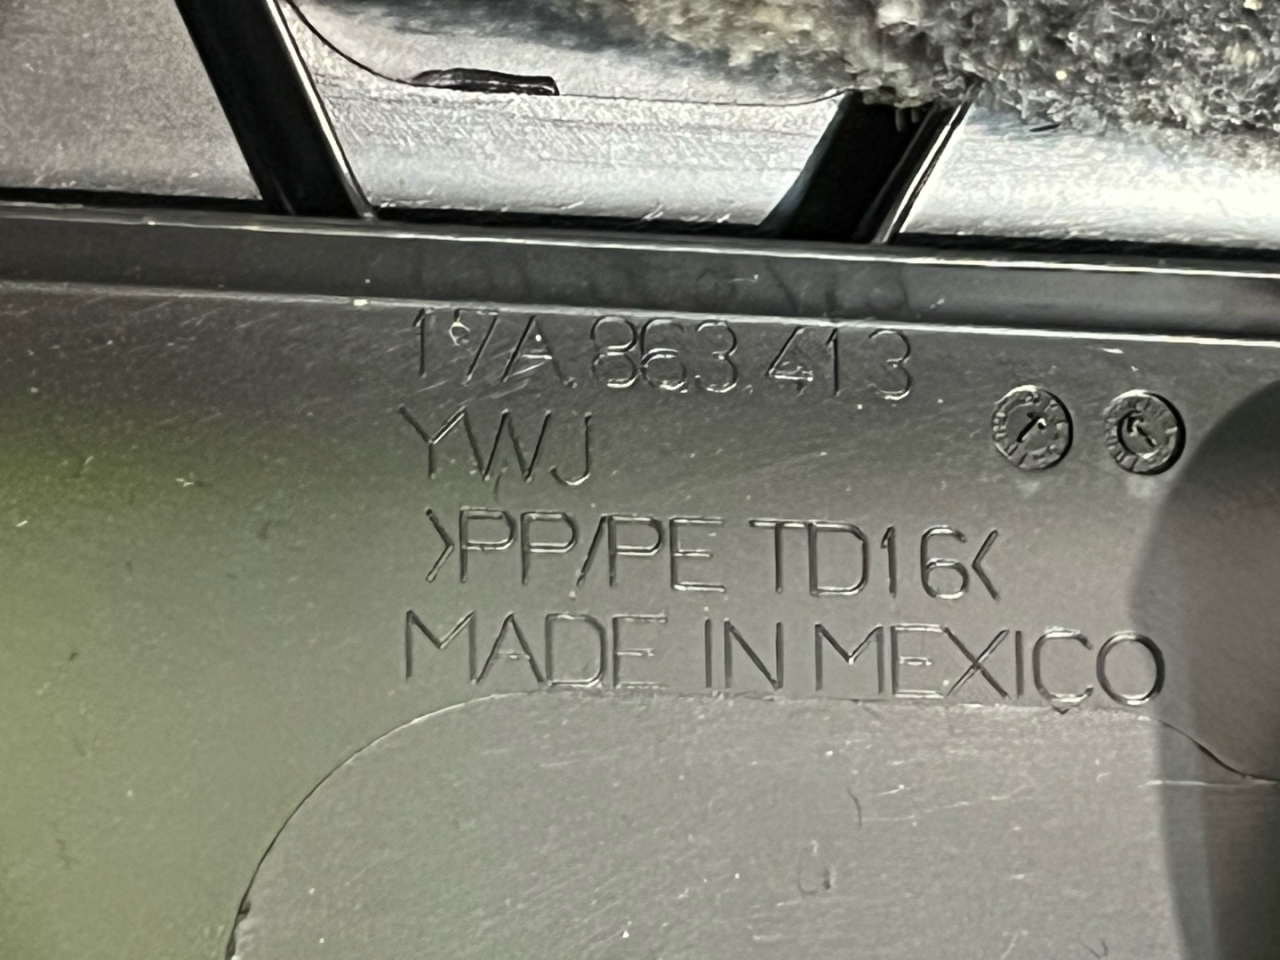 17A.863.413
YWJ
>PP/PE TD16<
MADE IN MEXICO